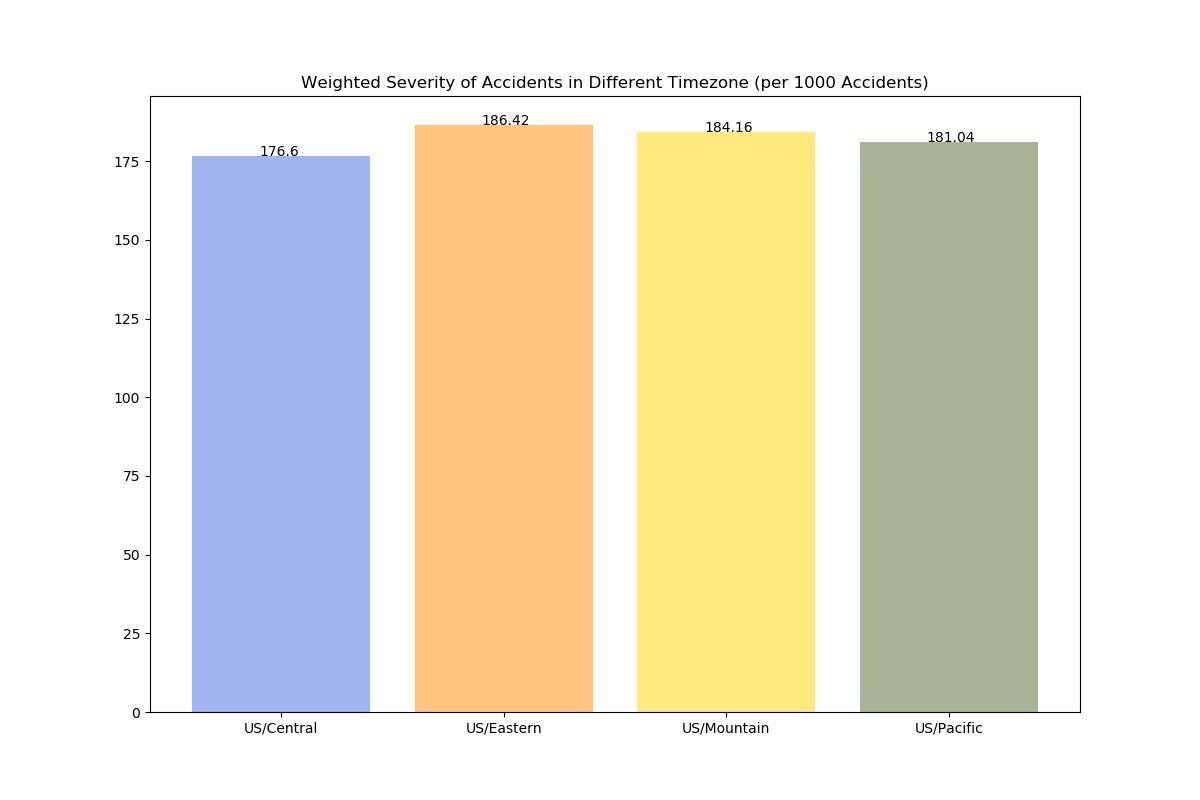 Weighted Severity of Accidents in Different Timezone (per 1000 Accidents)
186.42
184.16
181.04
176.6
175
150
125
100
75
50
25
0
US/Central
US/Eastern
US/Mountain
US/Pacific